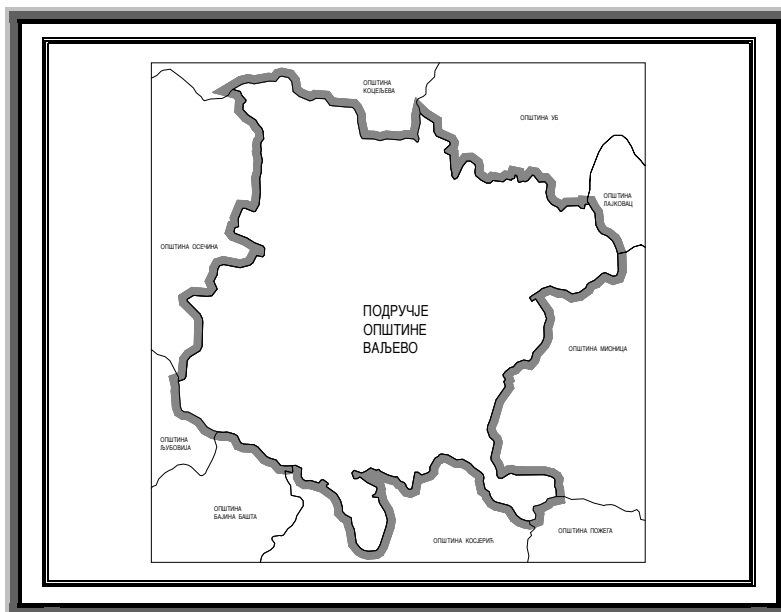 ОПШТИНА
КОЦЕЉЕВА
ОПШТИНА УБ
ОПШТИНА
ЛАЈКОВАЦ
ОПШТИНА ОСЕЧИНА
ПОДРУЧЈЕ
ОПШТИНЕ
ВАЉЕВО
ОПШТИНА МИОНИЦА
ОПШТИНА
ЉУБОВИЈА
ОПШТИНА
БАЈИНА БАШТА
ОПШТИНА КОСЈЕРИЋ
ОПШТИНА ПОЖЕГА